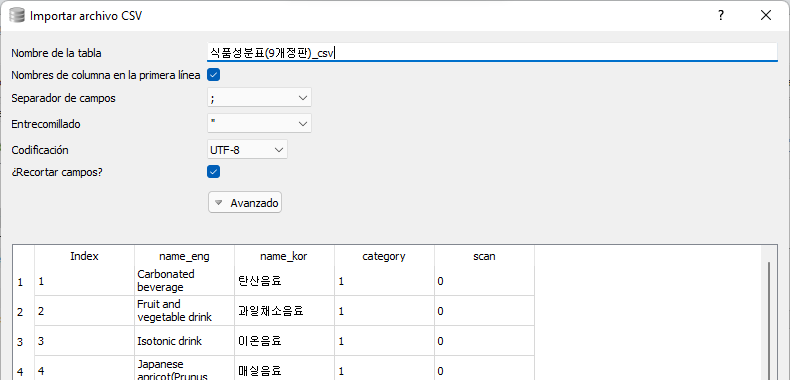 Importar archivo CSV
Nombre de la tabla 식품성분표(9개정판)_csv
Nombres de columna en la primera línea
Separador de campos ;
Entrecomillado "
Codificación UTF-8
¿Recortar campos?
Avanzado
Index name_eng name_kor category scan
1 1 Carbonated beverage 탄산음료 1 0
2 2 Fruit and vegetable drink 과일채소음료 1 0
3 3 Isotonic drink 이온음료 1 0
4 4 Japanese apricot(Prunus 매실음료 1 0